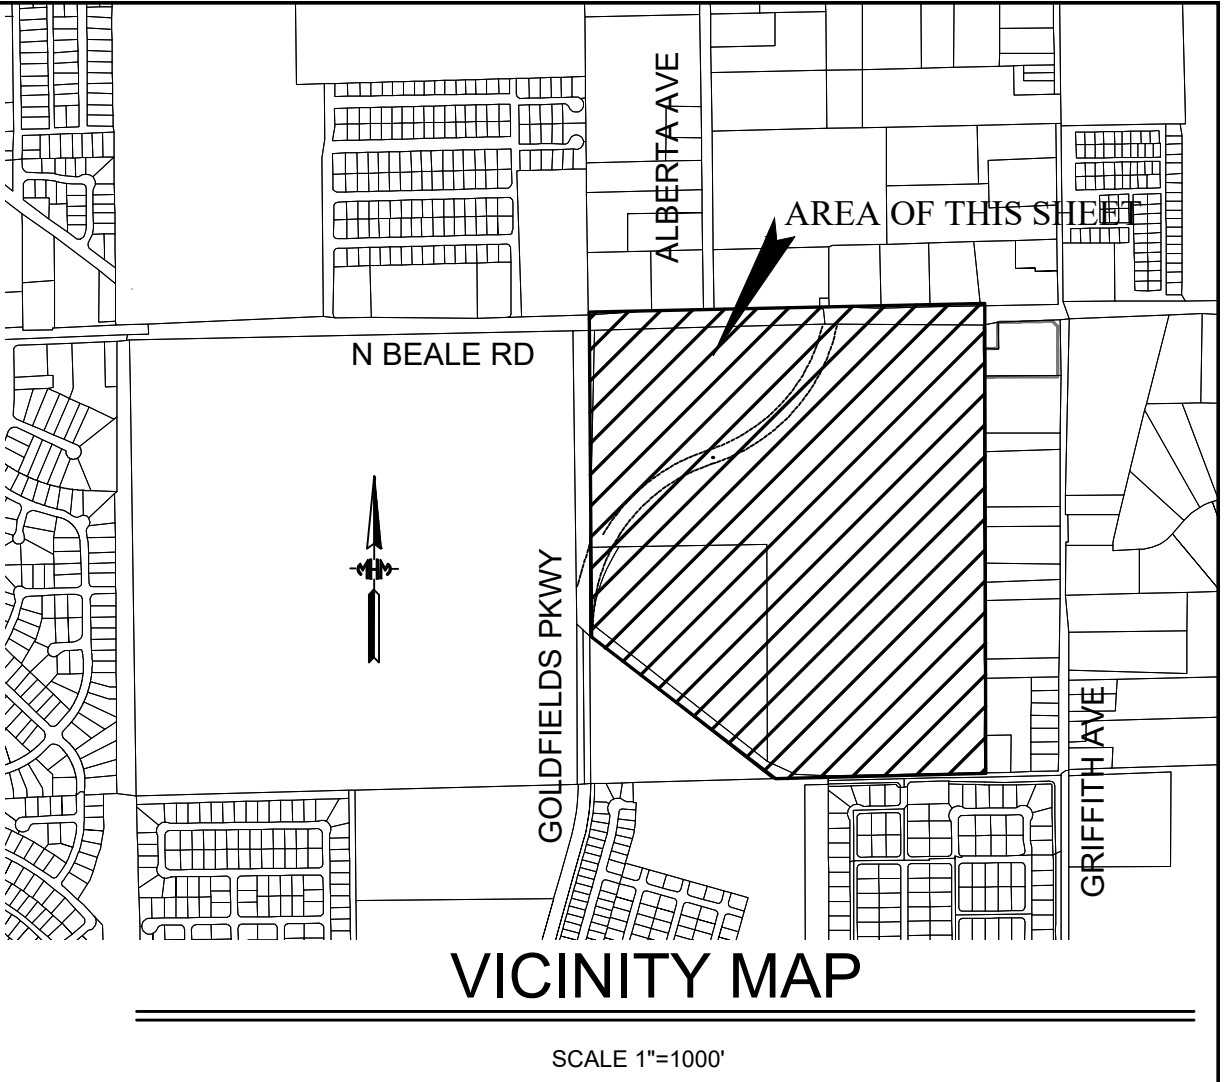 ALBERTA AVE
AREA OF THIS SHEET
N BEALE RD
GOLDFIELDS PKWY
GRIFFITH AVE
VICINITY MAP
SCALE 1"=1000'